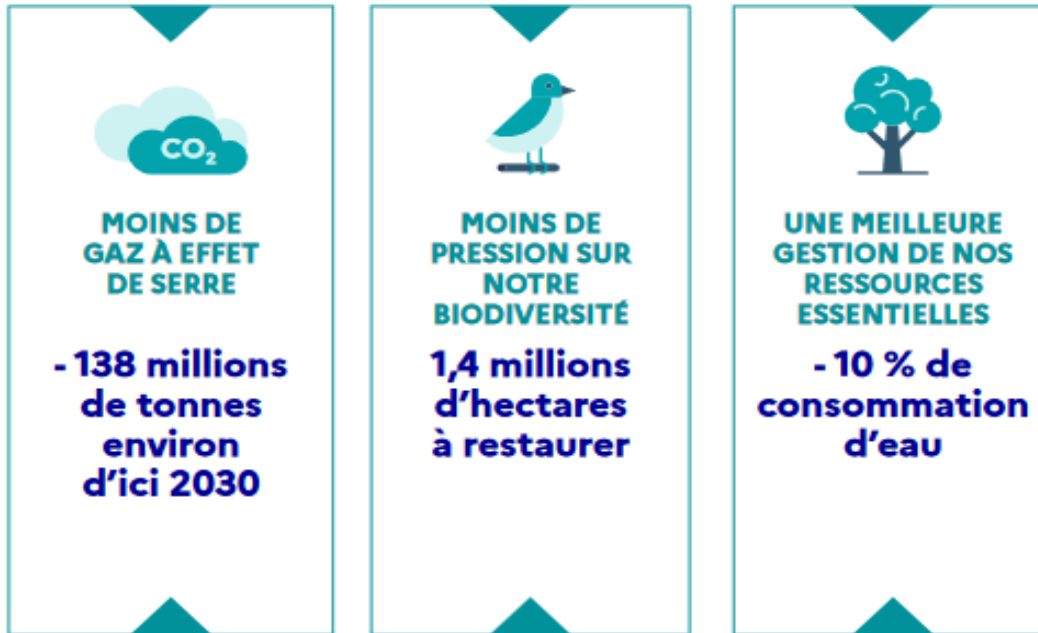 CO₂
MOINS DE
GAZ À EFFET
DE SERRE
- 138 millions
de tonnes
environ
d’ici 2030
MOINS DE
PRESSION SUR
NOTRE
BIODIVERSITÉ
1,4 millions
d’hectares
à restaurer
UNE MEILLEURE
GESTION DE NOS
RESSOURCES
ESSENTIELLES
- 10 % de
consommation
d’eau